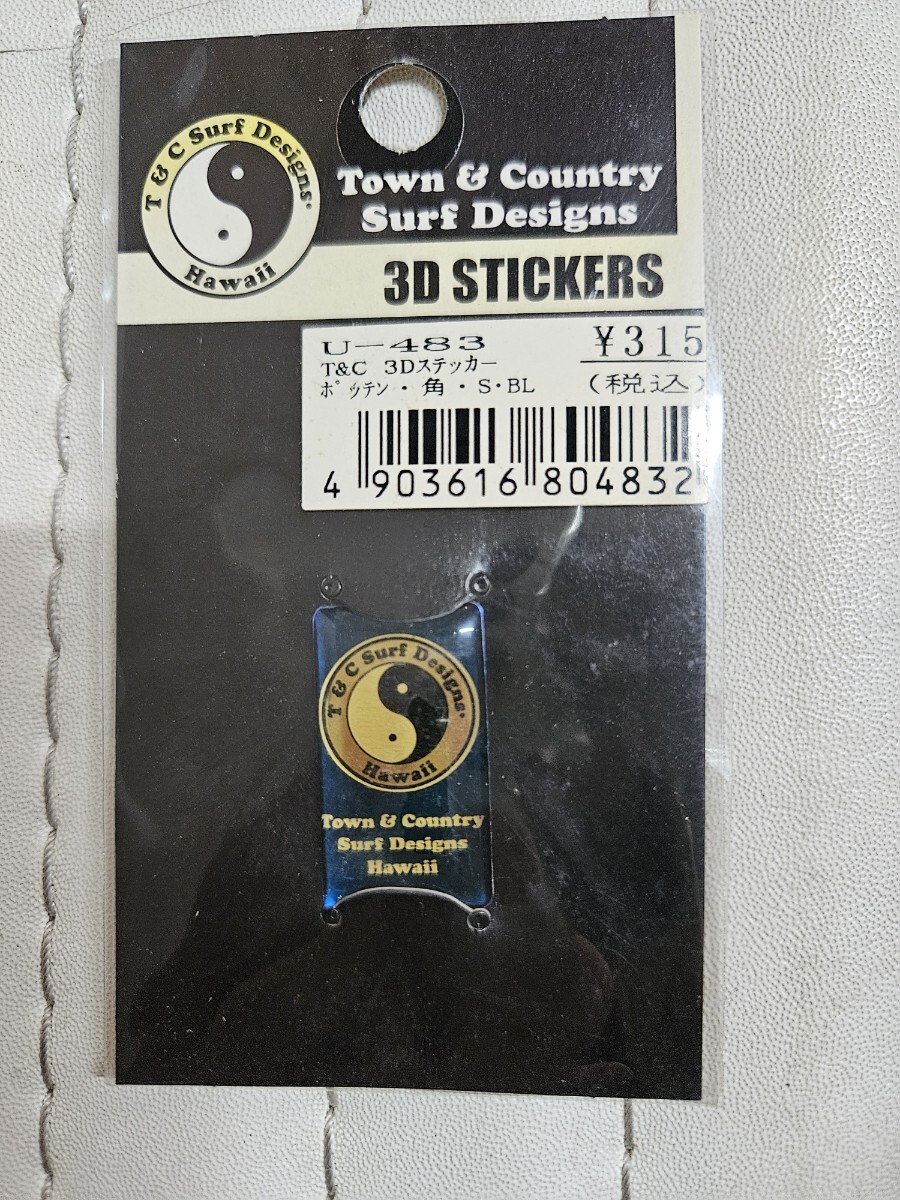 T & C Surf Designs.
Hawaii
Town & Country
Surf Designs
3D STICKERS
U-483 ¥315
T&C 3Dステッカー
ポッテン・角・S・BL (税込)
4 903616 804832
T & C Surf Designs.
Hawaii
Town & Country
Surf Designs
Hawaii